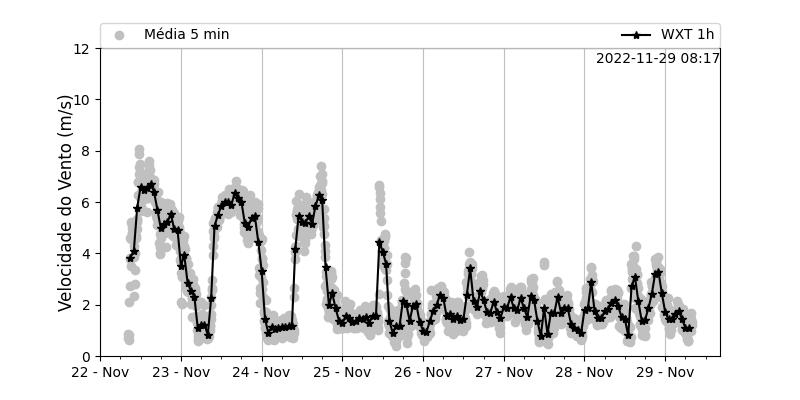 Média 5 min
WXT 1h
2022-11-29 08:17
Velocidade do Vento (m/s)
12
10
8
6
4
2
0
22 - Nov
23 - Nov
24 - Nov
25 - Nov
26 - Nov
27 - Nov
28 - Nov
29 - Nov